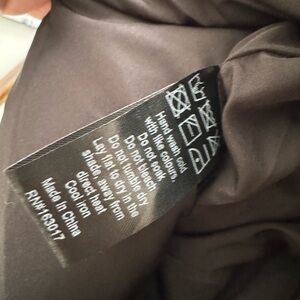 Hand wash cold
with like colours.
Do not soak
Do not bleach
Do not tumble dry
Lay flat to dry in the
shade, away from
direct heat
Cool iron
Made in China
RN#163017